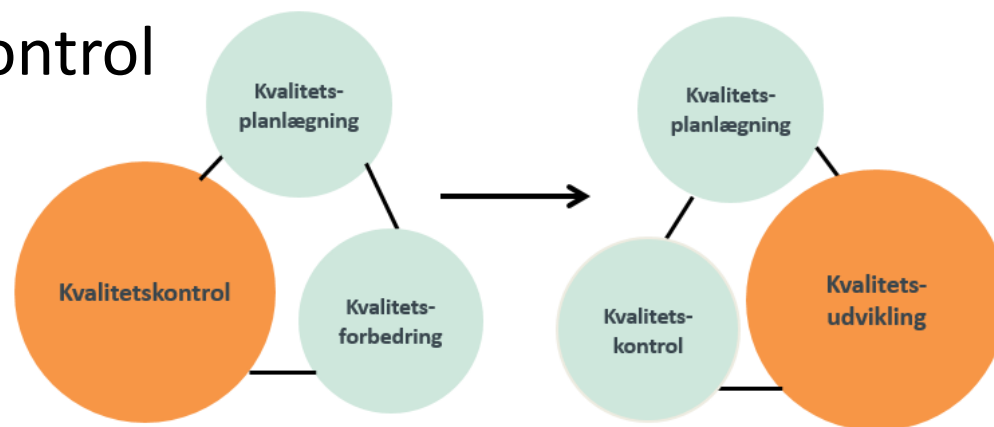 ontrol
Kvalitets-
planlægning
Kvalitetskontrol
Kvalitets-
forbedring
Kvalitets-
planlægning
Kvalitets-
kontrol
Kvalitets-
udvikling